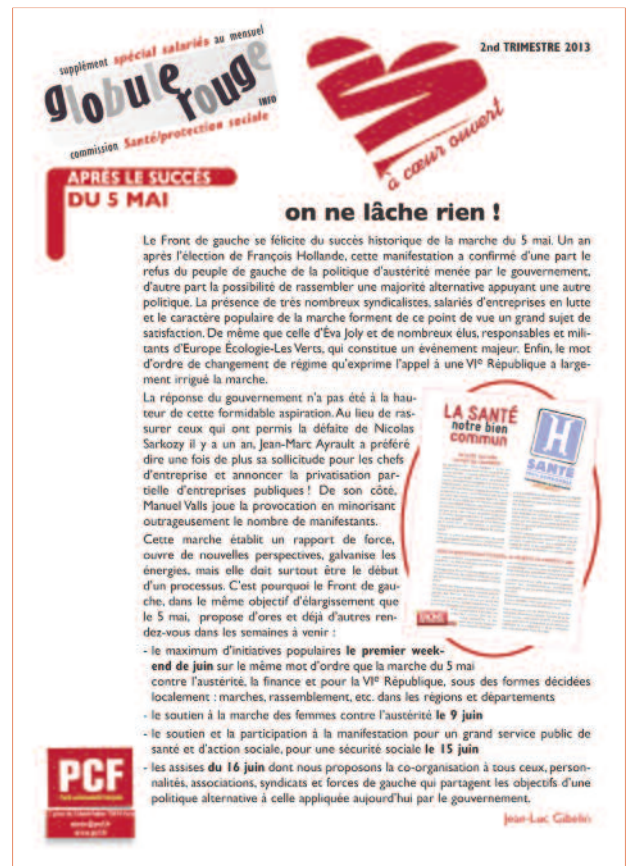 supplément spécial salariés au mensuel
globule rouge
INFO
commission Santé/protection sociale
à cœur ouvert
2nd TRIMESTRE 2013
APRÈS LE SUCCÈS
DU 5 MAI
on ne lâche rien !
Le Front de gauche se félicite du succès historique de la marche du 5 mai. Un an
après l'élection de François Hollande, cette manifestation a confirmé d'une part le
refus du peuple de gauche de la politique d'austérité menée par le gouvernement,
d'autre part la possibilité de rassembler une majorité alternative appuyant une autre
politique. La présence de très nombreux syndicalistes, salariés d'entreprises en lutte
et le caractère populaire de la marche forment de ce point de vue un grand sujet de
satisfaction. De même que celle d'Éva Joly et de nombreux élus, responsables et mili-
tants d'Europe Écologie-Les Verts, qui constitue un événement majeur. Enfin, le mot
d'ordre de changement de régime qu'exprime l'appel à une VIe République a large-
ment irrigué la marche.
La réponse du gouvernement n'a pas été à la hau-
teur de cette formidable aspiration. Au lieu de ras-
surer ceux qui ont permis la défaite de Nicolas
Sarkozy il y a un an, Jean-Marc Ayrault a préféré
dire une fois de plus sa sollicitude pour les chefs
d'entreprise et annoncer la privatisation par-
tielle d'entreprises publiques ! De son côté,
Manuel Valls joue la provocation en minorisant
outrageusement le nombre de manifestants.
Cette marche établit un rapport de force,
ouvre de nouvelles perspectives, galvanise les
énergies, mais elle doit surtout être le début
d'un processus. C'est pourquoi le Front de gau-
che, dans le même objectif d'élargissement que
le 5 mai, propose d'ores et déjà d'autres ren-
dez-vous dans les semaines à venir :
LA SANTÉ
notre bien
commun
H
SANTÉ
- le maximum d'initiatives populaires le premier week-
end de juin sur le même mot d'ordre que la marche du 5 mai
contre l'austérité, la finance et pour la VIe République, sous des formes décidées
localement : marches, rassemblement, etc. dans les régions et départements
- le soutien à la marche des femmes contre l'austérité le 9 juin
- le soutien et la participation à la manifestation pour un grand service public de
santé et d'action sociale, pour une sécurité sociale le 15 juin
- les assises du 16 juin dont nous proposons la co-organisation à tous ceux, person-
nalités, associations, syndicats et forces de gauche qui partagent les objectifs d'une
politique alternative à celle appliquée aujourd'hui par le gouvernement.
Jean-Luc Gibelin
PCF